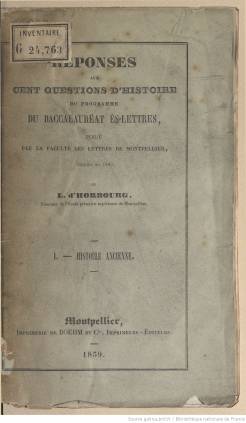 INVENTAIRE
G 24,763
RÉPONSES
AUX
CENT QUESTIONS D'HISTOIRE
DU PROGRAMME
DU BACCALAURÉAT ÈS-LETTRES,
PAR LA FACULTÉ DES LETTRES DE MONTPELLIER,
L. d'HORBOURG,
I. — HISTOIRE ANCIENNE.
Montpellier,
IMPRIMERIE DE BOEHM ET Cie, IMPRIMEURS-ÉDITEURS.
1859.
Source gallica.bnf.fr / Bibliothèque nationale de France